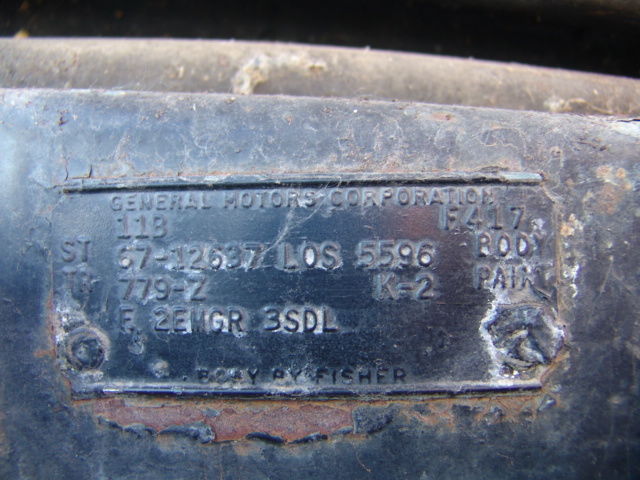 GENERAL MOTORS CORPORATION
11B F417
ST 67-12637 LOS 5596 BODY
TR 779-Z K-2 PAINT
E 2EMGR 3SDL
BODY BY FISHER